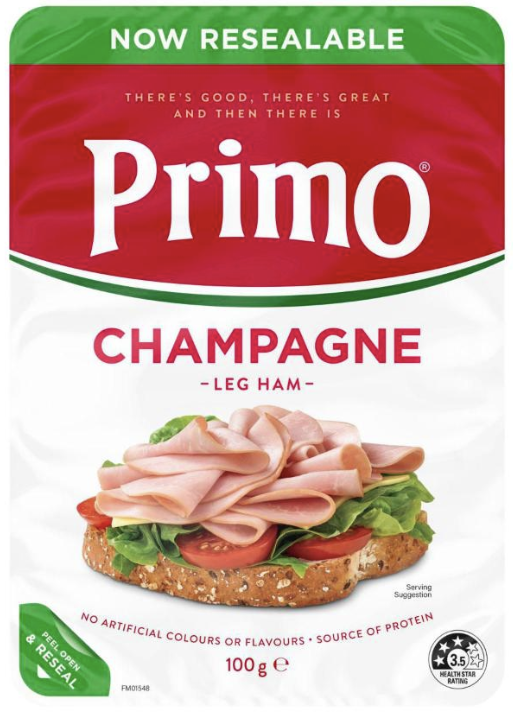 NOW RESEALABLE
THERE'S GOOD, THERE'S GREAT
AND THEN THERE IS
Primo®
CHAMPAGNE
-LEG HAM-
Serving
Suggestion
NO ARTIFICIAL COLOURS OR FLAVOURS • SOURCE OF PROTEIN
100g ℮
PEEL OPEN
& RESEAL
FM01548
3.5
HEALTH STAR
RATING